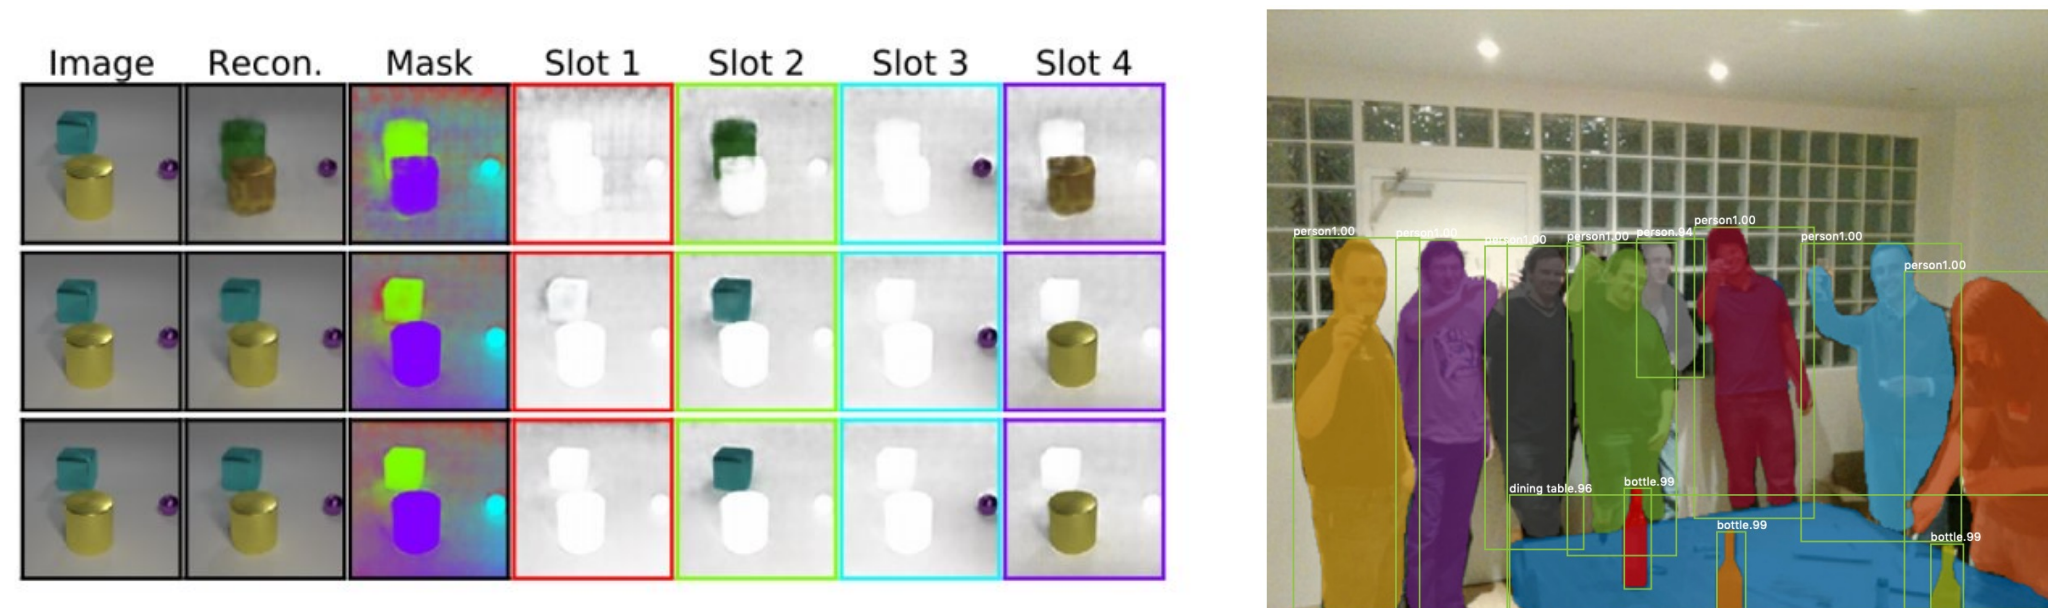 Image Recon. Mask Slot 1 Slot 2 Slot 3 Slot 4
person1.00
person.94
person1.00 person1.00 person1.00 person1.00 person1.00
person1.00
dining table.96 bottle.99
bottle.99
bottle.99